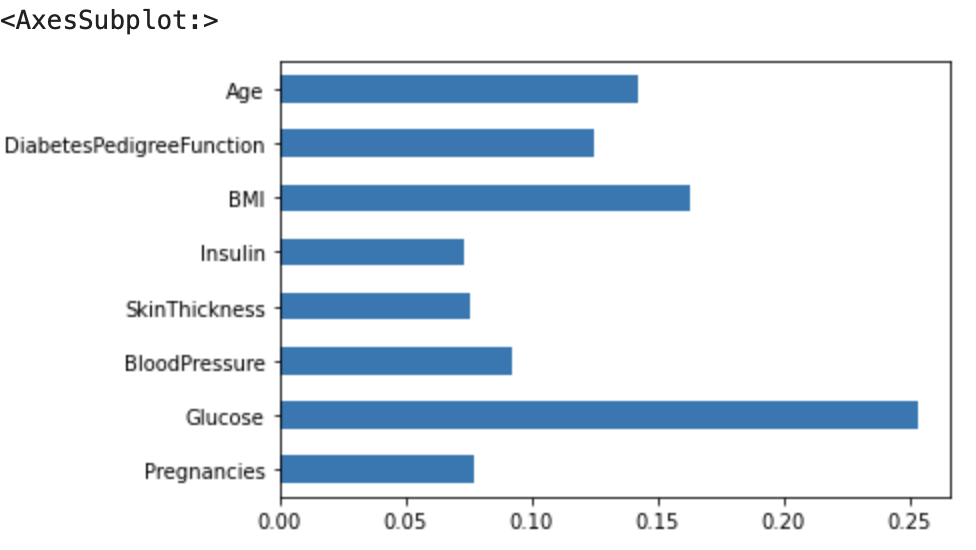 <AxesSubplot:>
Age
DiabetesPedigreeFunction
BMI
Insulin
SkinThickness
BloodPressure
Glucose
Pregnancies
0.00 0.05 0.10 0.15 0.20 0.25